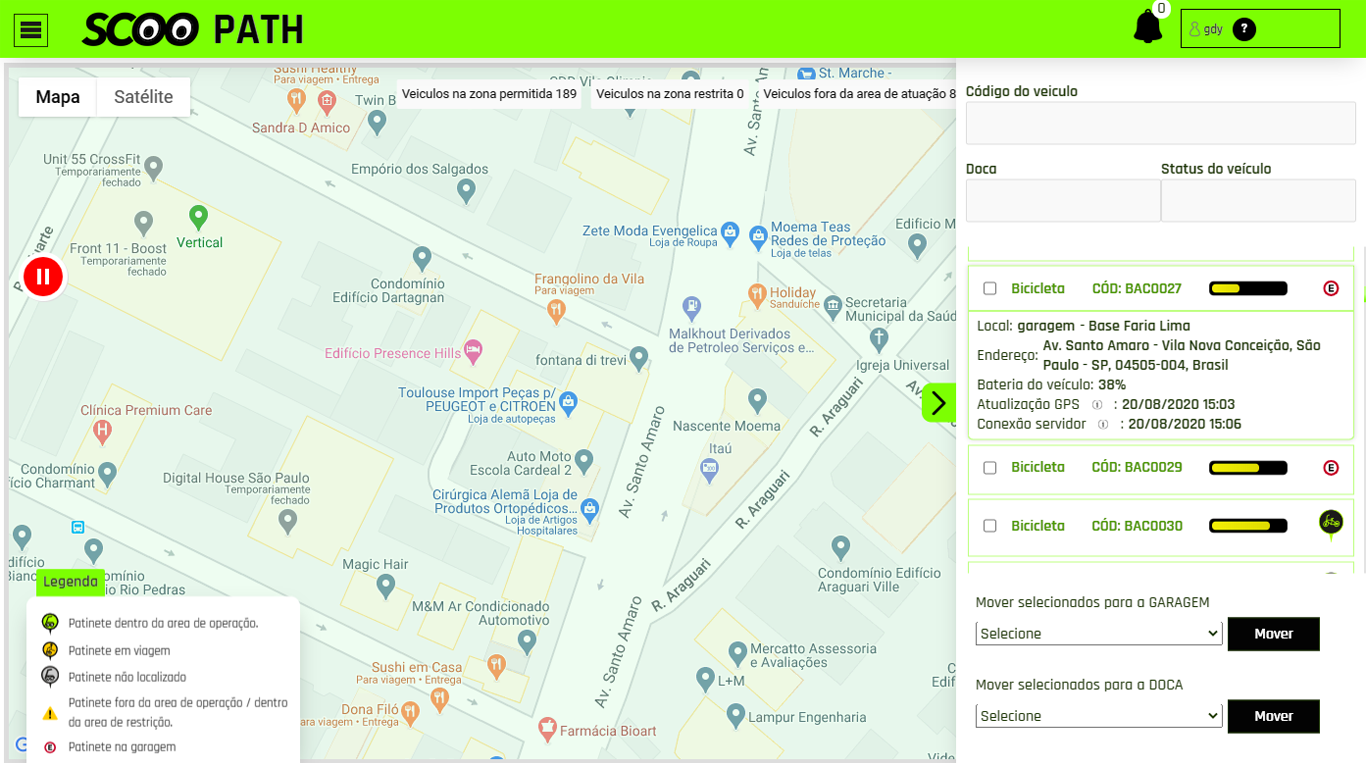 SCOO PATH
0
gdy
?
Mapa
Satélite
Veiculos na zona permitida 189
Veiculos na zona restrita 0
Veiculos fora da area de atuação 8
Sushi Healthy
Para viagem • Entrega
Sandra D Amico
Twin B
St. Marche -
Unit 55 CrossFit
Temporariamente
fechado
Empório dos Salgados
Vertical
Front 11 - Boost
Temporariamente
fechado
Zete Moda Evengelica
Loja de Roupa
Moema Teas
Redes de Proteção
Loja de telas
Edifício M
Condomínio
Edifício Dartagnan
Frangolino da Vila
Para viagem
Holiday
Sanduíche
Secretaria
Municipal da Saúd
Malkhout Derivados
de Petroleo Serviços e...
Edifício Presence Hills
fontana di trevi
Igreja Universal
Toulouse Import Peças p/
PEUGEOT e CITROEN
Loja de autopeças
Clínica Premium Care
Nascente Moema
R. Araguari
Av. Santo Amaro
Itaú
Auto Moto
Escola Cardeal 2
Condomínio
fício Charmant
Digital House São Paulo
Temporariamente
fechado
Cirúrgica Alemã Loja de
Produtos Ortopédicos...
Loja de Artigos
Hospitalares
R. Araguari
Magic Hair
Condomínio Edifício
Araguari Ville
R. Araguari
M&M Ar Condicionado
Automotivo
Av. Santo Amaro
Mercatto Assessoria
e Avaliações
Sushi em Casa
Para viagem • Entrega
L+M
Dona Filó
ara viagem • Entrega
Lampur Engenharia
Farmácia Bioart
Legenda
Patinete dentro da area de operação.
Patinete em viagem
Patinete não localizado
Patinete fora da area de operação / dentro
da area de restrição.
E Patinete na garagem
Código do veiculo
Doca
Status do veículo
Bicicleta CÓD: BAC0027 E
Local: garagem - Base Faria Lima
Endereço: Av. Santo Amaro - Vila Nova Conceição, São
Paulo - SP, 04505-004, Brasil
Bateria do veículo: 38%
Atualização GPS : 20/08/2020 15:03
Conexão servidor : 20/08/2020 15:06
Bicicleta CÓD: BAC0029 E
Bicicleta CÓD: BAC0030
Mover selecionados para a GARAGEM
Selecione
Mover
Mover selecionados para a DOCA
Selecione
Mover